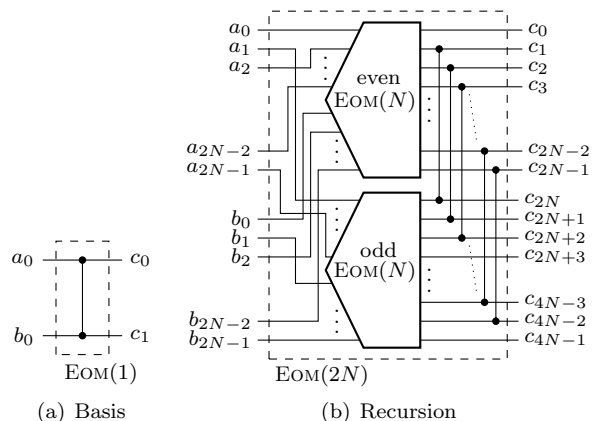 a0
b0
c0
c1
EOM(1)
(a) Basis
a0
a1
a2
a2N−2
a2N−1
b0
b1
b2
b2N−2
b2N−1
even
EOM(N)
odd
EOM(N)
c0
c1
c2
c3
c2N−2
c2N−1
c2N
c2N+1
c2N+2
c2N+3
c4N−3
c4N−2
c4N−1
EOM(2N)
(b) Recursion